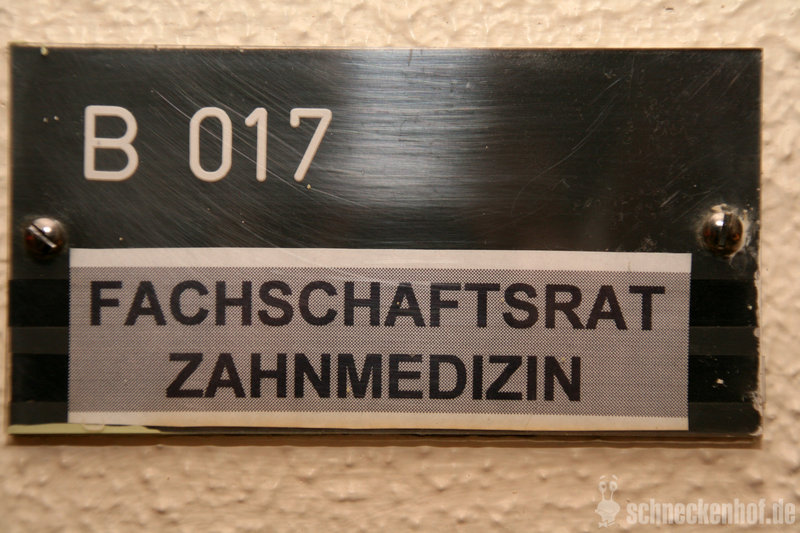 B 017
FACHSCHAFTSRAT
ZAHNMEDIZIN
schneckenhof.de